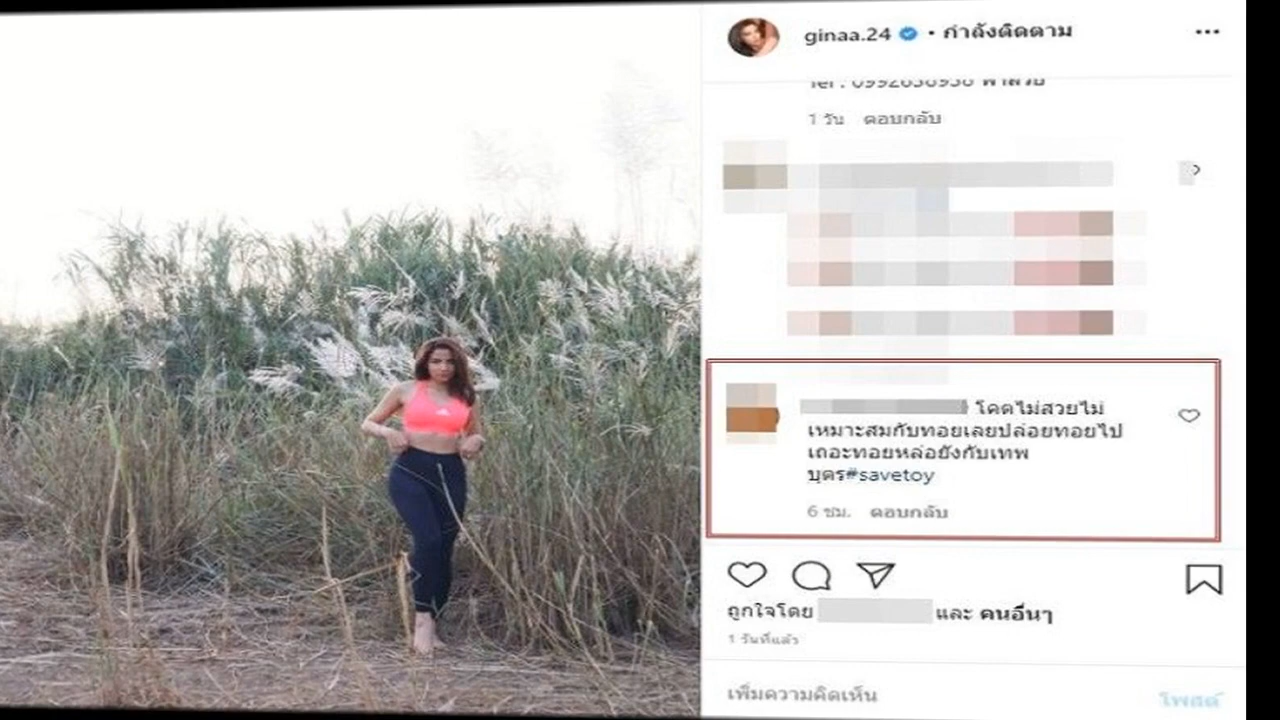 ginaa.24 • กำลังติดตาม
1 วัน ตอบกลับ
โคตไม่สวยไม่
เหมาะสมกับทอยเลยปล่อยทอยไป
เถอะทอยหล่อยังกับเทพ
บุตร#savetoy
6 ชม. ตอบกลับ
ถูกใจโดย และ คนอื่นๆ
1 วันที่แล้ว
เพิ่มความคิดเห็น
โพสต์